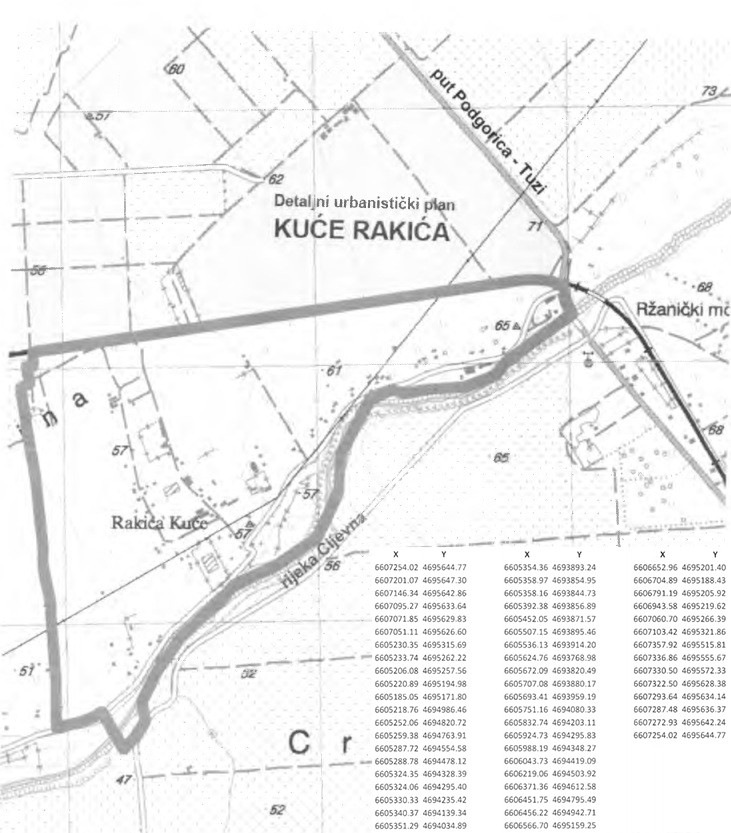 60
57
73
put Podgorica - Tuzi
62
Detaljni urbanistički plan
KUĆE RAKIĆA
71
56
68
65
Ržanički mo
61
na
57
68
65
57
Rakića Kuće
57
56
rijeka Cijevna
51
52
C r
47
52
X Y X Y X Y
6607254.02 4695644.77 6605354.36 4693893.24 6606652.96 4695201.40
6607201.07 4695647.30 6605358.97 4693854.95 6606704.89 4695188.43
6607146.34 4695642.86 6605358.16 4693844.73 6606791.19 4695205.92
6607095.27 4695633.64 6605392.38 4693856.89 6606943.58 4695219.62
6607071.85 4695629.83 6605452.05 4693871.57 6607060.70 4695266.39
6607051.11 4695626.60 6605507.15 4693895.46 6607103.42 4695321.86
6605230.35 4695315.69 6605536.13 4693914.20 6607357.92 4695515.81
6605233.74 4695262.22 6605624.76 4693768.98 6607336.86 4695555.67
6605206.08 4695257.56 6605672.09 4693820.49 6607330.50 4695572.33
6605220.89 4695194.98 6605707.08 4693880.17 6607322.50 4695628.38
6605185.05 4695171.80 6605693.41 4693959.19 6607293.64 4695634.14
6605218.76 4694986.46 6605751.16 4694080.33 6607287.48 4695636.37
6605252.06 4694820.72 6605832.74 4694203.11 6607272.93 4695642.24
6605259.38 4694763.91 6605924.73 4694295.83 6607254.02 4695644.77
6605287.72 4694554.58 6605988.19 4694348.27
6605288.78 4694478.12 6606043.73 4694419.09
6605324.35 4694328.39 6606219.06 4694503.92
6605324.06 4694295.40 6606371.36 4694612.58
6605330.33 4694235.42 6606451.75 4694795.49
6605340.37 4694139.34 6606456.22 4694942.71
6605351.29 4694034.89 6606566.70 4695159.25